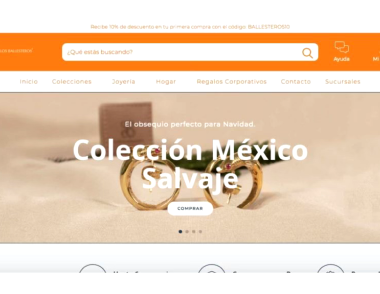 Recibe 10% de descuento en tu primera compra con el código: BALLESTEROS10
¿Qué estás buscando?
Ayuda
Mi
Inicio Colecciones Joyería Hogar Regalos Corporativos Contacto Sucursales
El obsequio perfecto para Navidad.
Colección México
Salvaje
COMPRAR